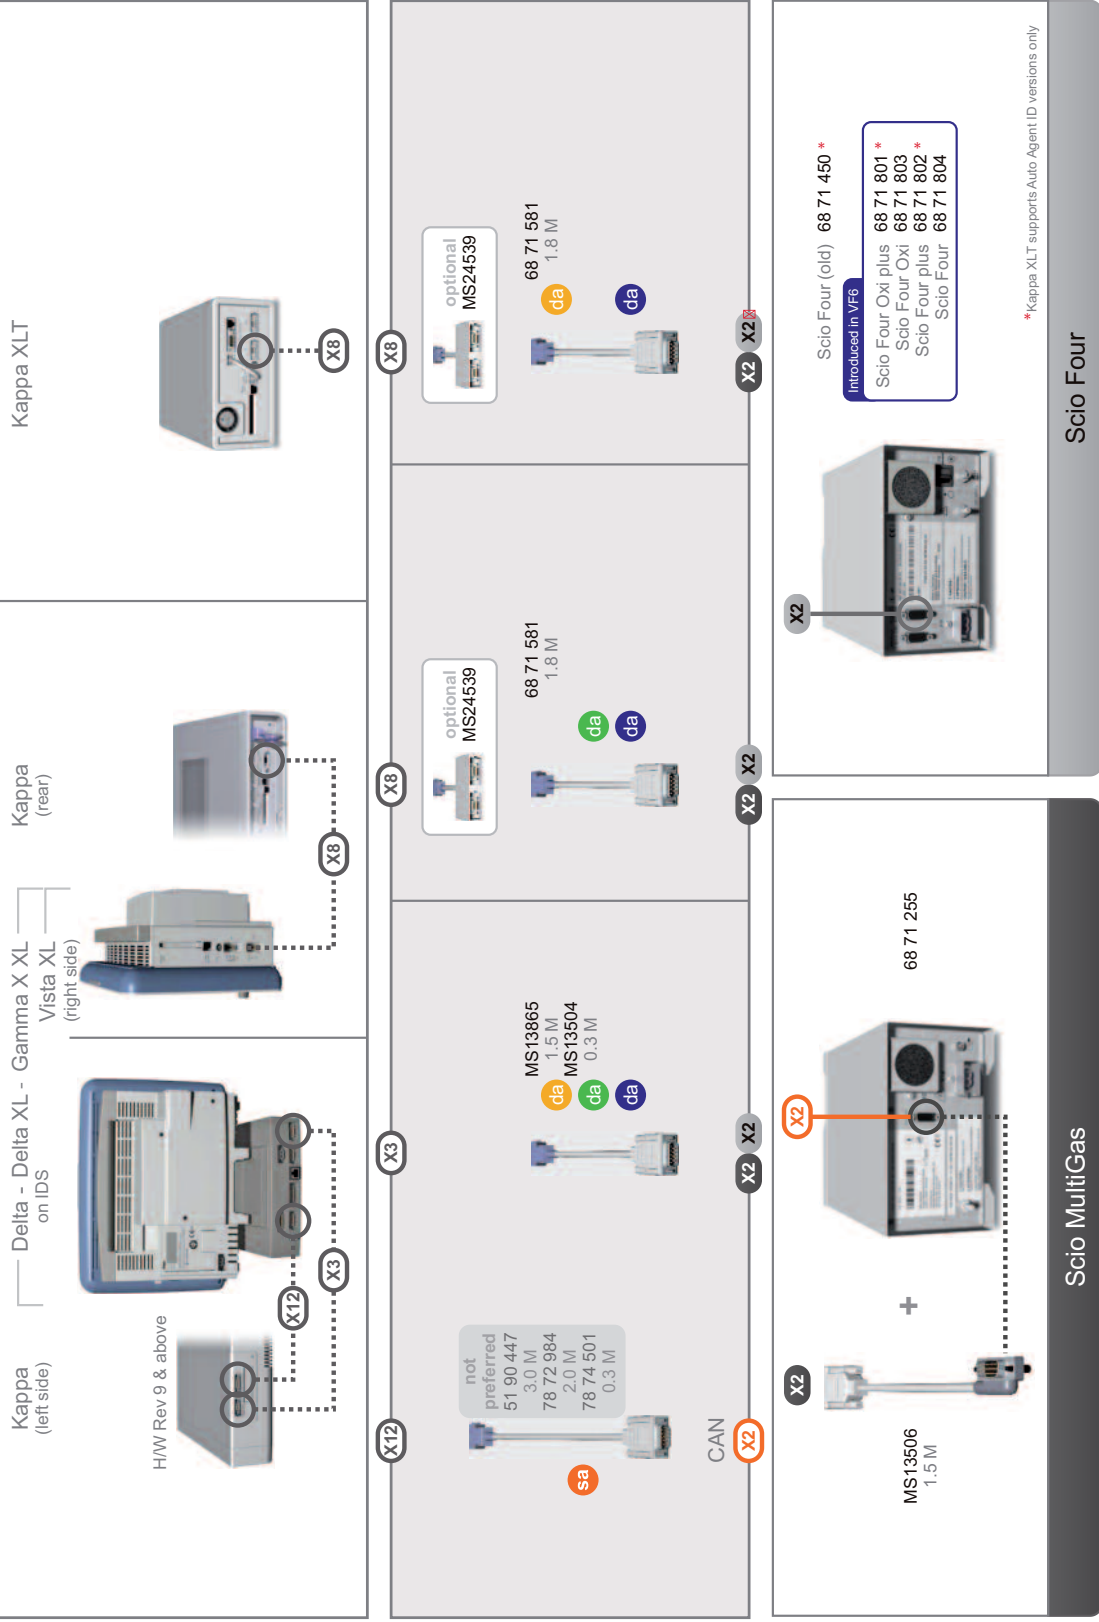 Kappa
(left side)
Delta - Delta XL - Gamma X XL
on IDS
Vista XL
(right side)
Kappa
(rear)
Kappa XLT
H/W Rev 9 & above
X12
X3
X8
X8
X12
X3
X8
X8
sa
not
preferred
51 90 447
3.0 M
78 72 984
2.0 M
78 74 501
0.3 M
da
da
da
MS13865
1.5 M
MS13504
0.3 M
optional
MS24539
da
da
68 71 581
1.8 M
optional
MS24539
da
da
68 71 581
1.8 M
CAN
X2
X2
X2
X2
X2
X2
X2
X2
MS13506
1.5 M
+
X2
68 71 255
Scio MultiGas
X2
Scio Four (old) 68 71 450 *
Introduced in VF6
Scio Four Oxi plus 68 71 801 *
Scio Four Oxi 68 71 803
Scio Four plus 68 71 802 *
Scio Four 68 71 804
*Kappa XLT supports Auto Agent ID versions only
Scio Four